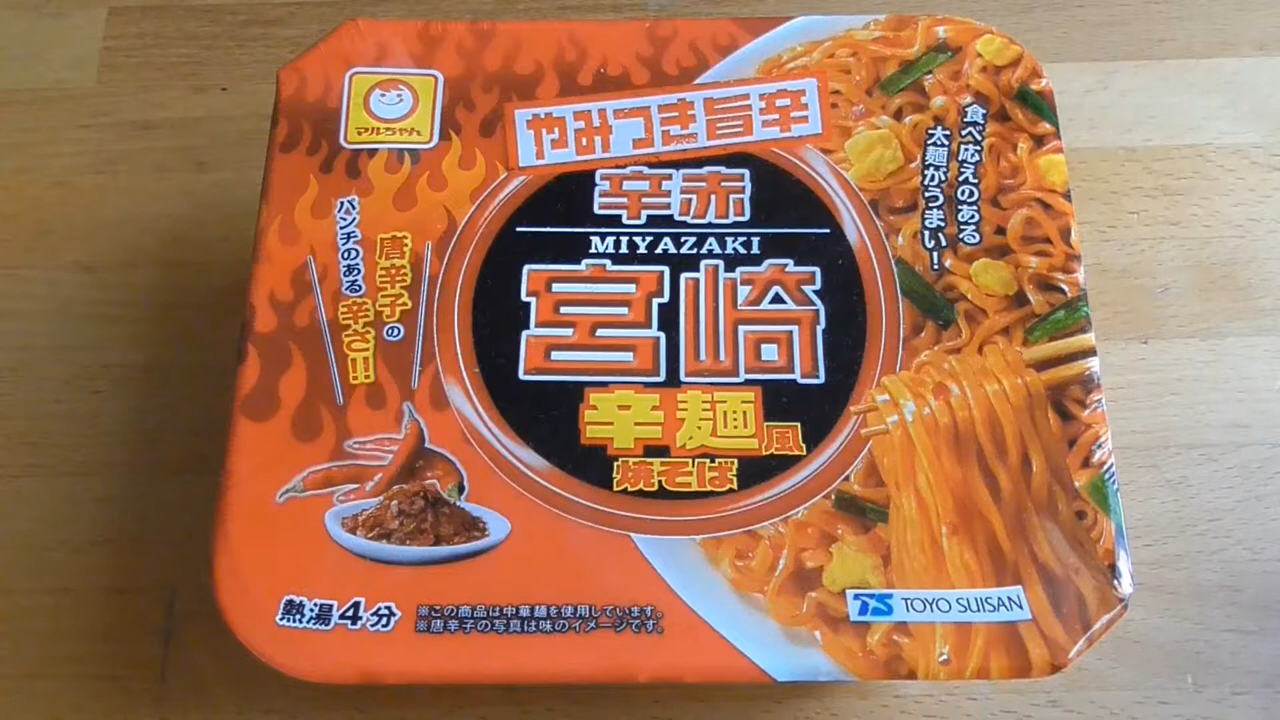 マルちゃん
やみつき旨辛
辛赤
MIYAZAKI
宮崎
辛麺風
焼そば
食べ応えのある
太麺がうまい!
唐辛子の
パンチのある辛さ!!
熱湯4分
※この商品は中華麺を使用しています。
※唐辛子の写真は味のイメージです。
TS TOYO SUISAN